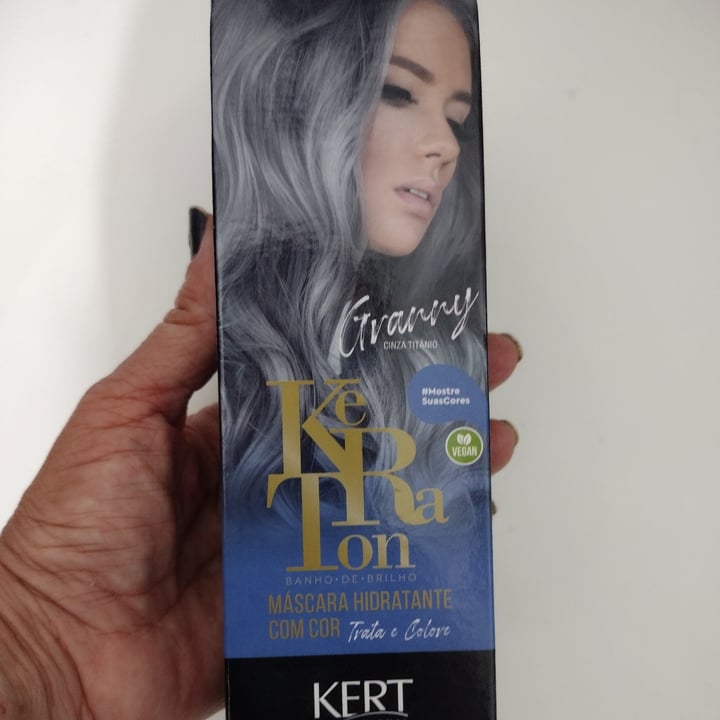 Granny
CINZA TITÂNIO
#Mostre
SuasCores
VEGAN
KeRaTon
BANHO·DE·BRILHO
MÁSCARA HIDRATANTE
COM COR Trata e Colore
KERT